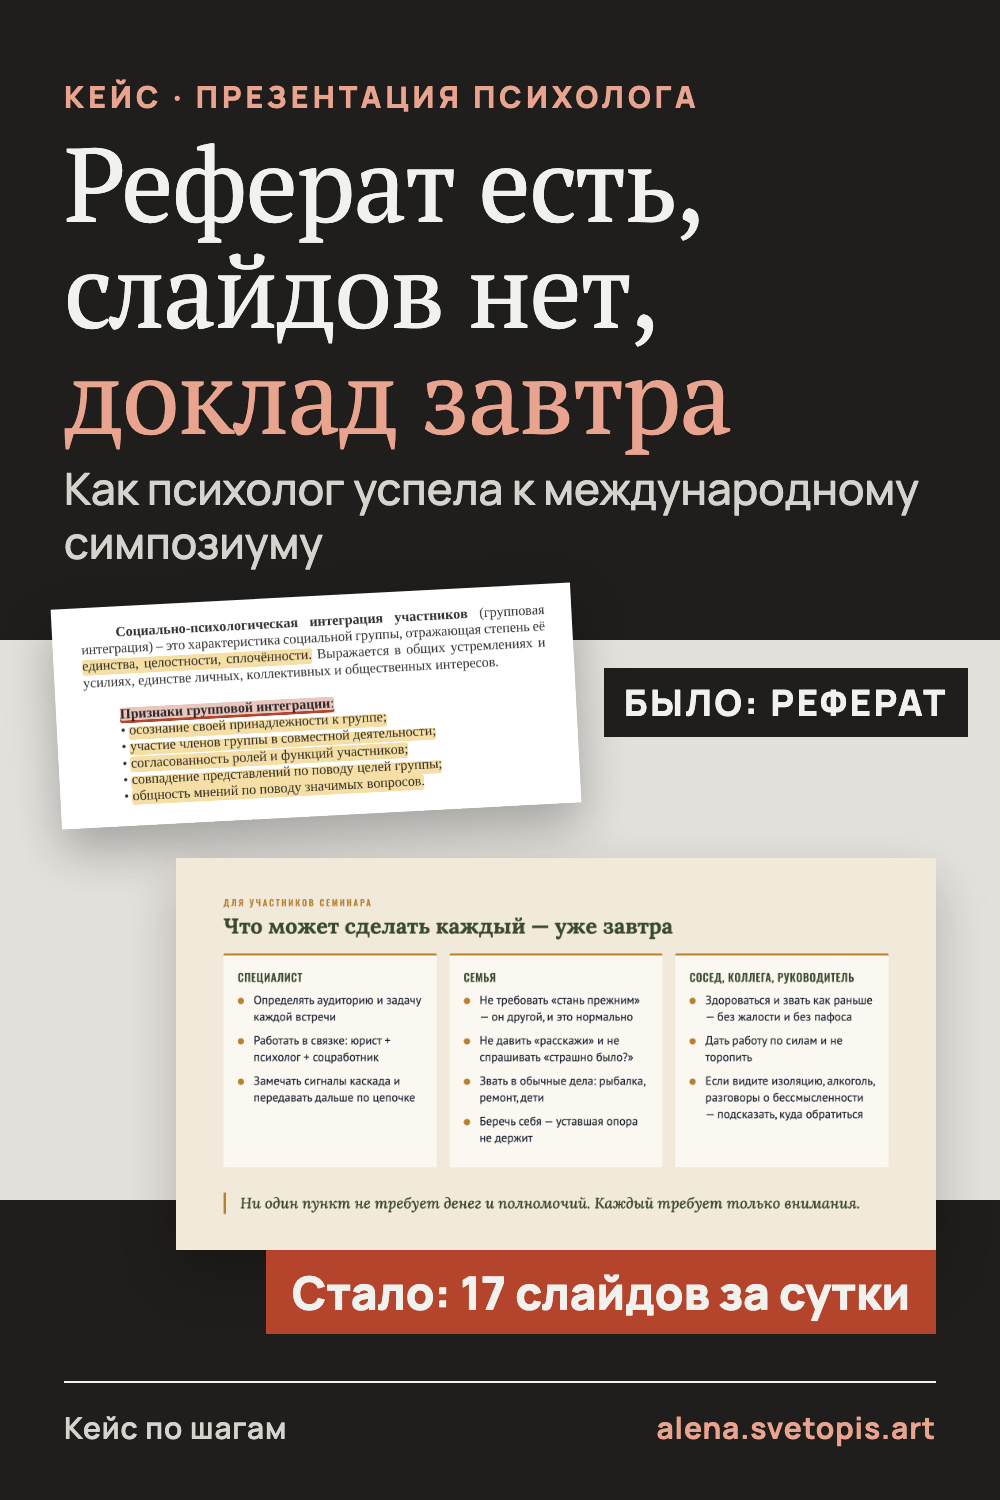 КЕЙС · ПРЕЗЕНТАЦИЯ ПСИХОЛОГА
Реферат есть,
слайдов нет,
доклад завтра
Как психолог успела к международному
симпозиуму
Социально-психологическая интеграция участников (групповая
интеграция) – это характеристика социальной группы, отражающая степень её
единства, целостности, сплочённости. Выражается в общих устремлениях и
усилиях, единстве личных, коллективных и общественных интересов.
Признаки групповой интеграции:
• осознание своей принадлежности к группе;
• участие членов группы в совместной деятельности;
• согласованность ролей и функций участников;
• совпадение представлений по поводу целей группы;
• общность мнений по поводу значимых вопросов.
БЫЛО: РЕФЕРАТ
ДЛЯ УЧАСТНИКОВ СЕМИНАРА
Что может сделать каждый — уже завтра
СПЕЦИАЛИСТ
Определять аудиторию и задачу
каждой встречи
Работать в связке: юрист +
психолог + соцработник
Замечать сигналы каскада и
передавать дальше по цепочке
СЕМЬЯ
Не требовать «стань прежним»
— он другой, и это нормально
Не давить «расскажи» и не
спрашивать «страшно было?»
Звать в обычные дела: рыбалка,
ремонт, дети
Беречь себя — уставшая опора
не держит
СОСЕД, КОЛЛЕГА, РУКОВОДИТЕЛЬ
Здороваться и звать как раньше
— без жалости и без пафоса
Дать работу по силам и не
торопить
Если видите изоляцию, алкоголь,
разговоры о бессмысленности
— подсказать, куда обратиться
Ни один пункт не требует денег и полномочий. Каждый требует только внимания.
Стало: 17 слайдов за сутки
Кейс по шагам
alena.svetopis.art